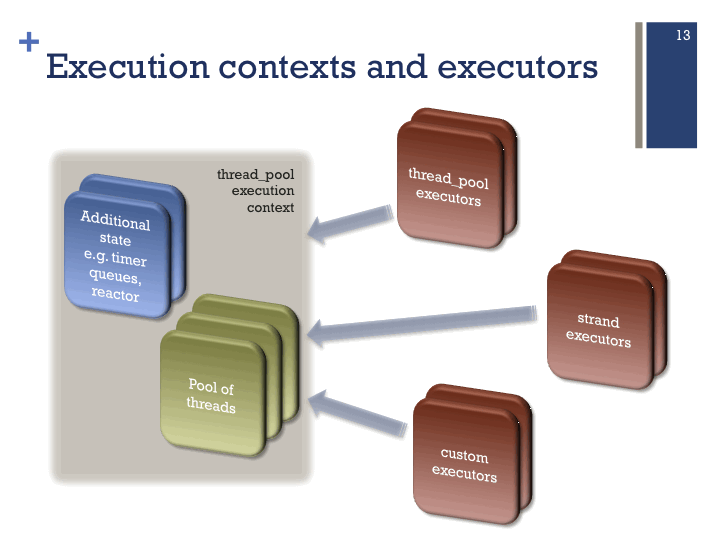 13
+
Execution contexts and executors
thread_pool
execution
context
Additional
state
e.g. timer
queues,
reactor
Pool of
threads
thread_pool
executors
strand
executors
custom
executors